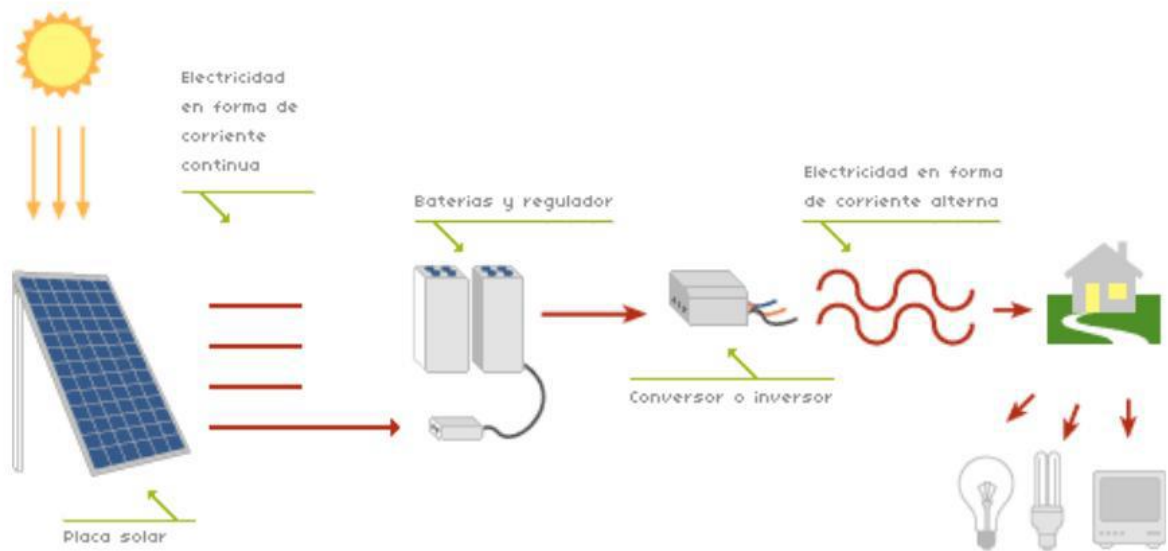 Electricidad
en forma de
corriente
continua
Baterias y regulador
Electricidad en forma
de corriente alterna
Conversor o inversor
Placa solar